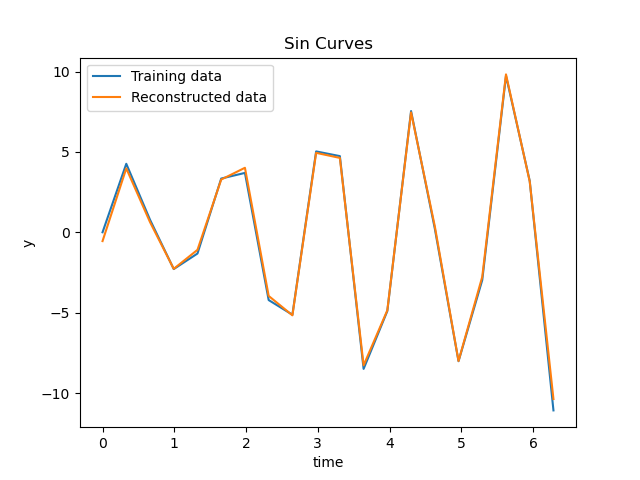 Sin Curves
Training data
Reconstructed data
10
5
0
−5
−10
y
0 1 2 3 4 5 6
time